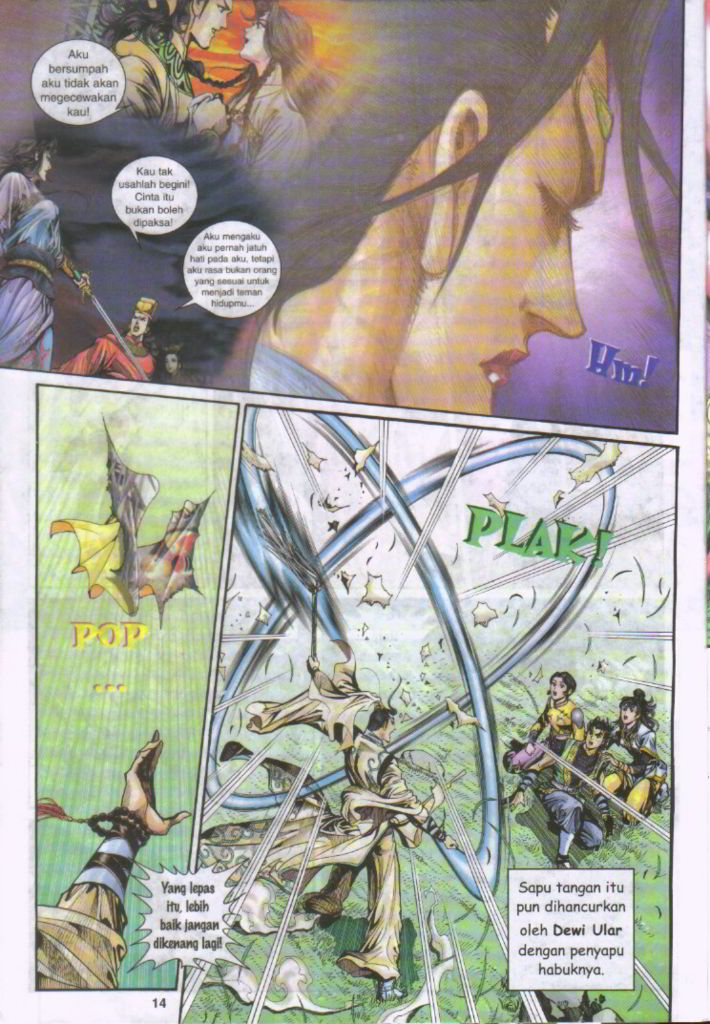 Aku
bersumpah
aku tidak akan
megecewakan
kau!
Kau tak
usahlah begini!
Cinta itu
bukan boleh
dipaksa!
Aku mengaku
aku pernah jatuh
hati pada aku, tetapi
aku rasa bukan orang
yang sesuai untuk
menjadi teman
hidupmu...
Hm!
POP
...
Yang lepas
itu, lebih
baik jangan
dikenang lagi!
PLAK!
Sapu tangan itu
pun dihancurkan
oleh Dewi Ular
dengan penyapu
habuknya.
14